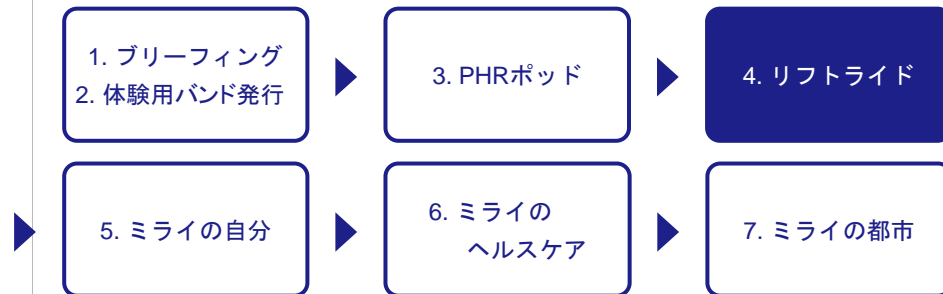 1. ブリーフィング
2. 体験用バンド発行
3. PHRポッド
4. リフトライド
5. ミライの自分
6. ミライの
ヘルスケア
7. ミライの都市